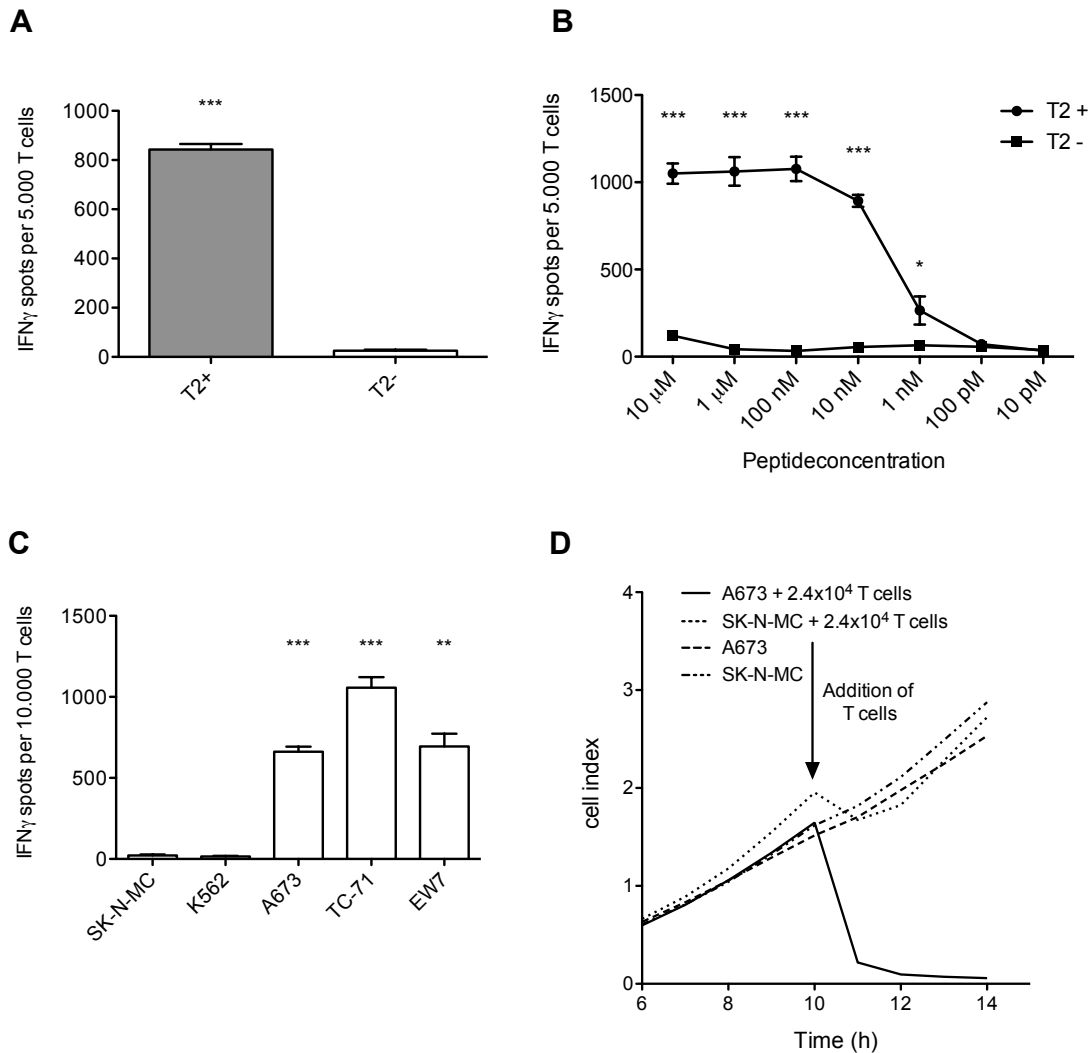 A
***
1000
800
600
400
200
0
IFNγ spots per 5.000 T cells
T2+
T2-
B
1500
1000
500
0
IFNγ spots per 5.000 T cells
***
***
***
***
*
T2 +
T2 -
10 μM
1 μM
100 nM
10 nM
1 nM
100 pM
10 pM
Peptideconcentration
C
1500
1000
500
0
IFNγ spots per 10.000 T cells
***
***
**
SK-N-MC
K562
A673
TC-71
EW7
D
4
3
2
1
0
cell index
A673 + 2.4x10⁴ T cells
SK-N-MC + 2.4x10⁴ T cells
A673
SK-N-MC
Addition of
T cells
6
8
10
12
14
Time (h)